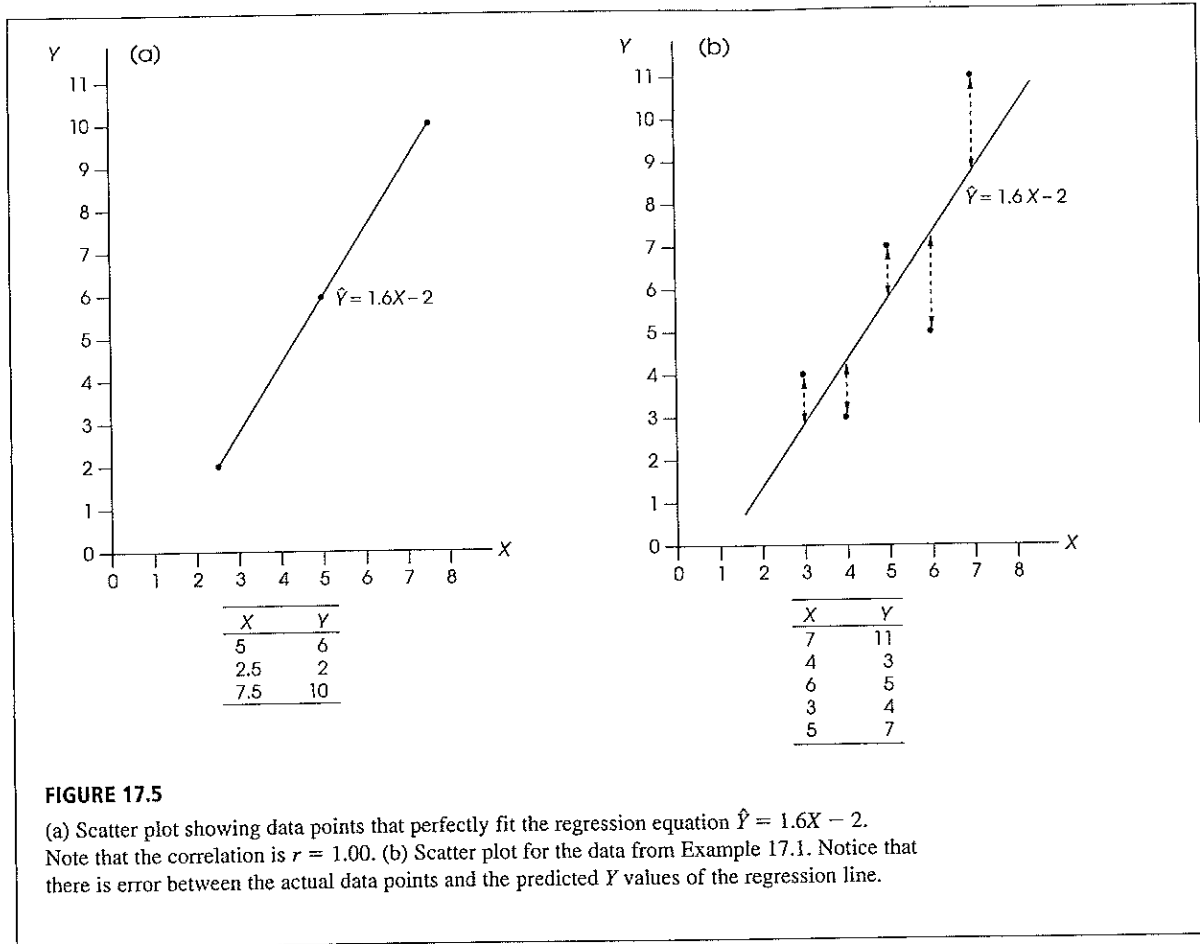 Y (a)
11
10
9
8
7
6
5
4
3
2
1
0
Ŷ = 1.6X − 2
X
0 1 2 3 4 5 6 7 8
X Y
5 6
2.5 2
7.5 10
Y (b)
11
10
9
8
7
6
5
4
3
2
1
0
Ŷ = 1.6 X − 2
X
0 1 2 3 4 5 6 7 8
X Y
7 11
4 3
6 5
3 4
5 7
FIGURE 17.5
(a) Scatter plot showing data points that perfectly fit the regression equation Ŷ = 1.6X − 2.
Note that the correlation is r = 1.00. (b) Scatter plot for the data from Example 17.1. Notice that
there is error between the actual data points and the predicted Y values of the regression line.